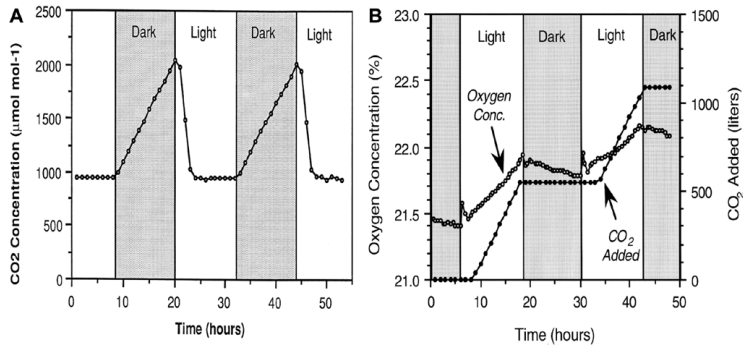 A
CO2 Concentration (μmol mol-1)
2500
2000
1500
1000
500
0
Dark
Light
Dark
Light
0
10
20
30
40
50
Time (hours)
B
Oxygen Concentration (%)
23.0
22.5
22.0
21.5
21.0
Light
Dark
Light
Dark
Oxygen
Conc.
CO2
Added
1500
1000
500
0
CO2 Added (liters)
0
10
20
30
40
50
Time (hours)